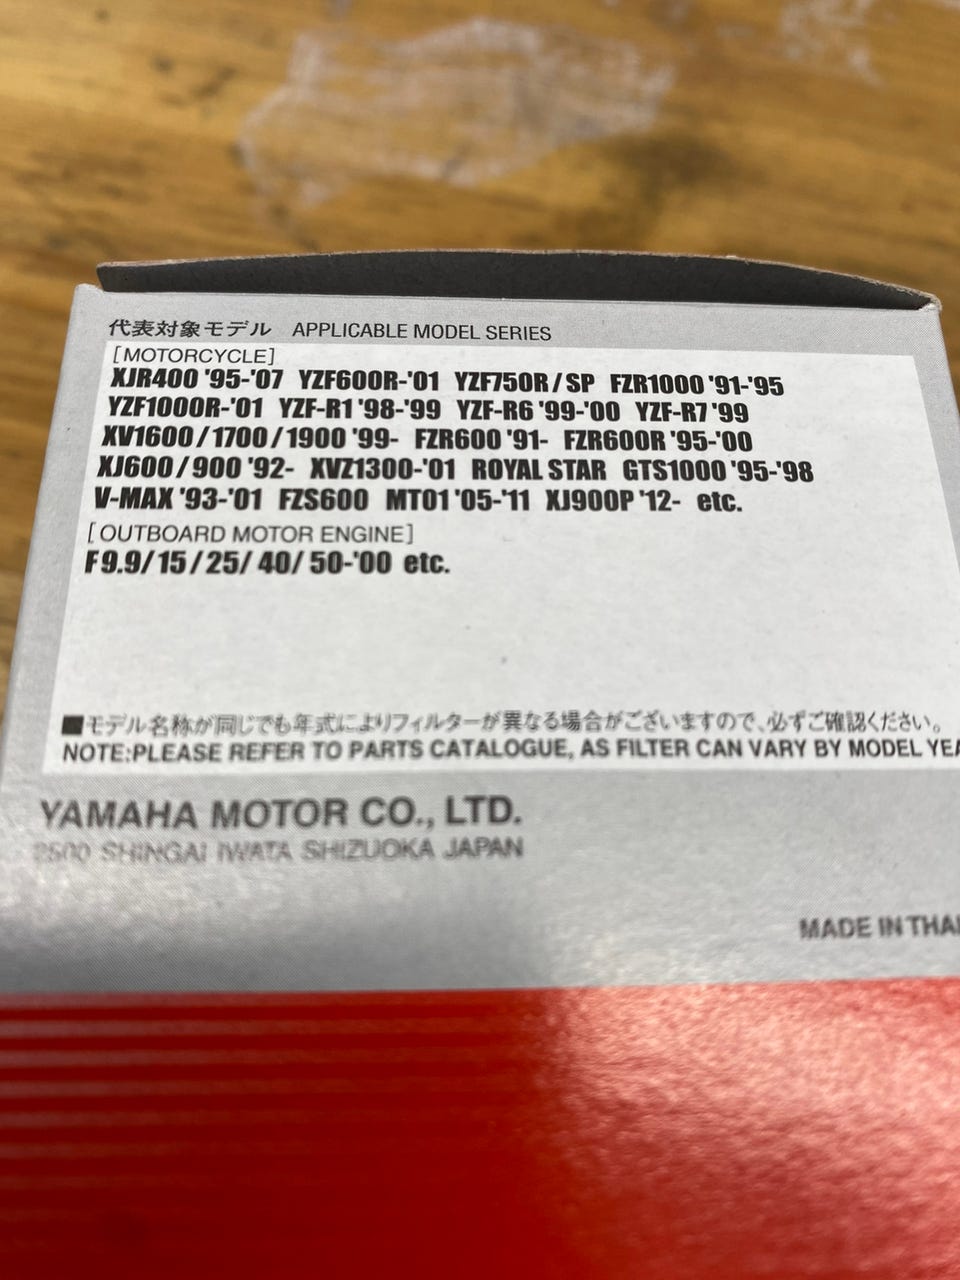 代表対象モデル APPLICABLE MODEL SERIES
[MOTORCYCLE]
XJR400 '95-'07 YZF600R-'01 YZF750R/SP FZR1000 '91-'95
YZF1000R-'01 YZF-R1 '98-'99 YZF-R6 '99-'00 YZF-R7 '99
XV1600/1700/1900 '99- FZR600 '91- FZR600R '95-'00
XJ600/900 '92- XVZ1300-'01 ROYAL STAR GTS1000 '95-'98
V-MAX '93-'01 FZS600 MT01 '05-'11 XJ900P '12- etc.
[OUTBOARD MOTOR ENGINE]
F9.9/15/25/40/50-'00 etc.
■モデル名称が同じでも年式によりフィルターが異なる場合がございますので、必ずご確認ください。
NOTE:PLEASE REFER TO PARTS CATALOGUE, AS FILTER CAN VARY BY MODEL
YAMAHA MOTOR CO., LTD.
2500 SHINGAI IWATA SHIZUOKA JAPAN
MADE IN